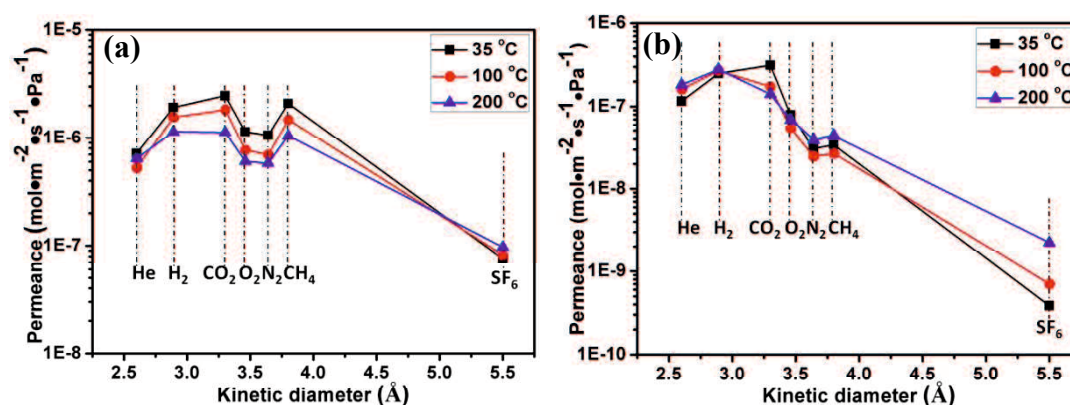 (a)
35 °C
100 °C
200 °C
1E-5
1E-6
1E-7
1E-8
Permeance (mol•m⁻²•s⁻¹•Pa⁻¹)
He H₂ CO₂ O₂ N₂ CH₄
SF₆
2.5 3.0 3.5 4.0 4.5 5.0 5.5
Kinetic diameter (Å)
(b)
35 °C
100 °C
200 °C
1E-6
1E-7
1E-8
1E-9
1E-10
Permeance (mol•m⁻²•s⁻¹•Pa⁻¹)
He H₂ CO₂ O₂ N₂ CH₄
SF₆
2.5 3.0 3.5 4.0 4.5 5.0 5.5
Kinetic diameter (Å)